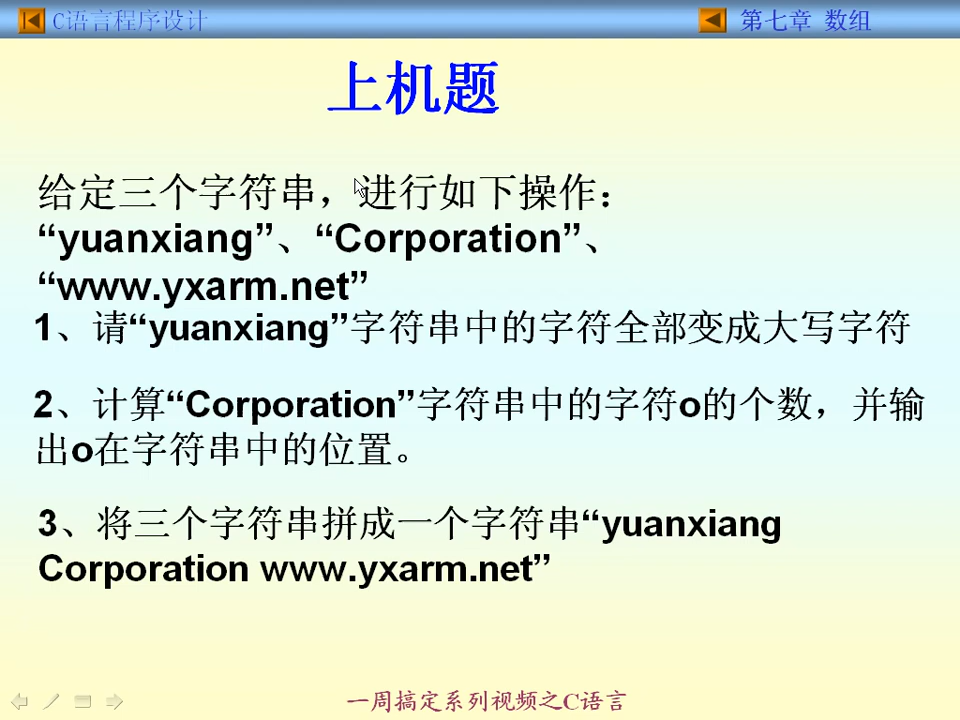 C语言程序设计
第七章 数组
上机题
给定三个字符串，进行如下操作：
“yuanxiang”、“Corporation”、
“www.yxarm.net”
1、请“yuanxiang”字符串中的字符全部变成大写字符
2、计算“Corporation”字符串中的字符o的个数，并输
出o在字符串中的位置。
3、将三个字符串拼成一个字符串“yuanxiang
Corporation www.yxarm.net”
一周搞定系列视频之C语言